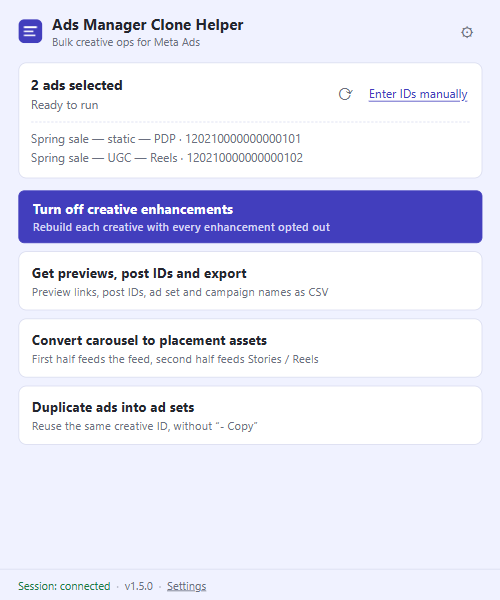 Ads Manager Clone Helper
Bulk creative ops for Meta Ads
2 ads selected
Ready to run
Enter IDs manually
Spring sale — static — PDP · 120210000000000101
Spring sale — UGC — Reels · 120210000000000102
Turn off creative enhancements
Rebuild each creative with every enhancement opted out
Get previews, post IDs and export
Preview links, post IDs, ad set and campaign names as CSV
Convert carousel to placement assets
First half feeds the feed, second half feeds Stories / Reels
Duplicate ads into ad sets
Reuse the same creative ID, without “- Copy”
Session: connected · v1.5.0 · Settings